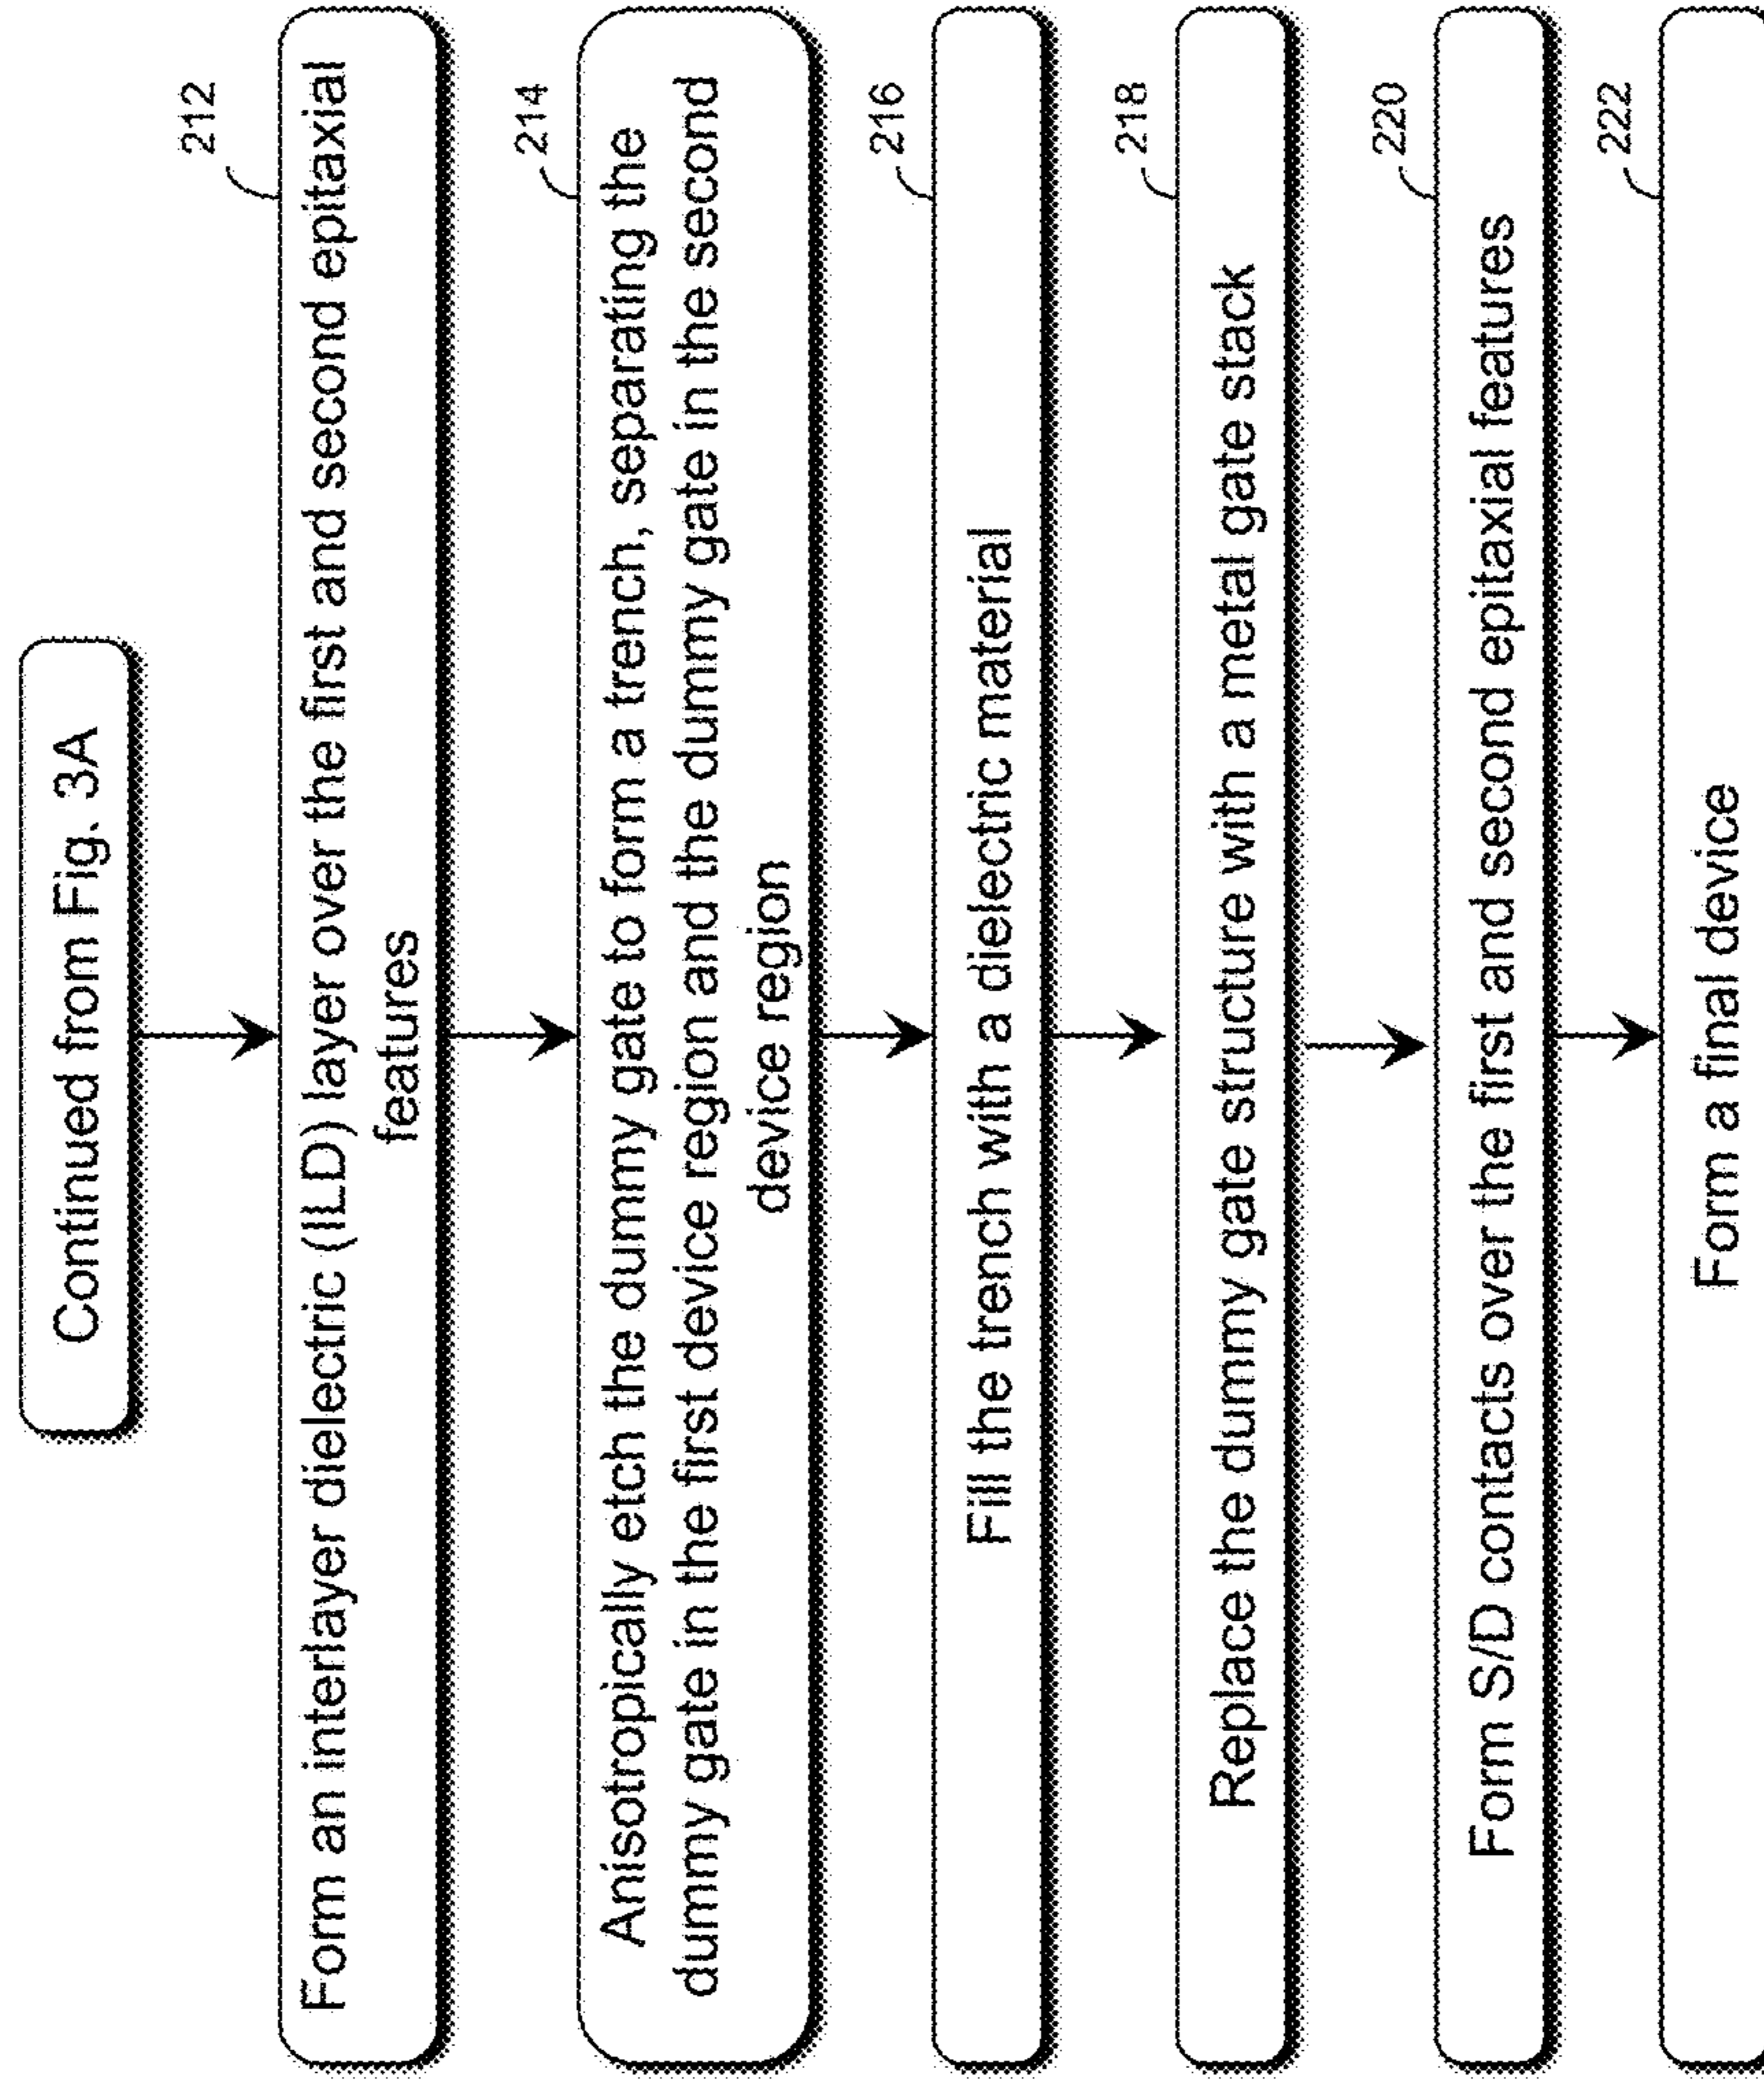 Continued from Fig. 3A
212
Form an interlayer dielectric (ILD) layer over the first and second epitaxial
features
214
Anisotropically etch the dummy gate to form a trench, separating the
dummy gate in the first device region and the dummy gate in the second
device region
216
Fill the trench with a dielectric material
218
Replace the dummy gate structure with a metal gate stack
220
Form S/D contacts over the first and second epitaxial features
222
Form a final device